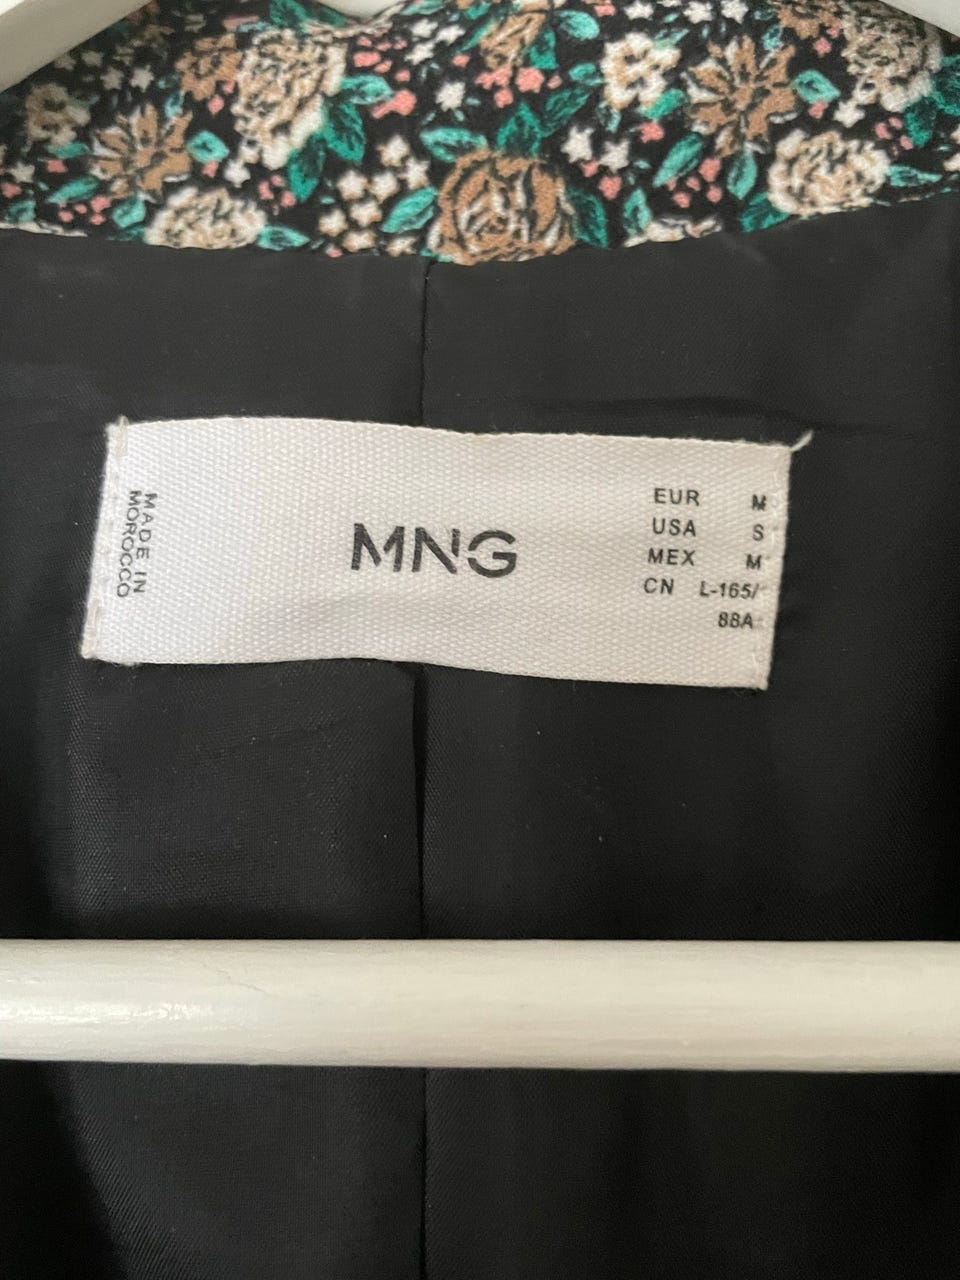 MADE IN
MOROCCO
MNG
EUR M
USA S
MEX M
CN L-165/
88A